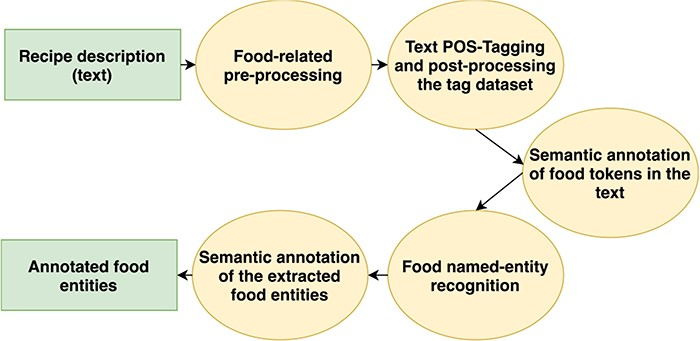 Recipe description
(text)
Food-related
pre-processing
Text POS-Tagging
and post-processing
the tag dataset
Semantic annotation
of food tokens in the
text
Food named-entity
recognition
Semantic annotation
of the extracted
food entities
Annotated food
entities